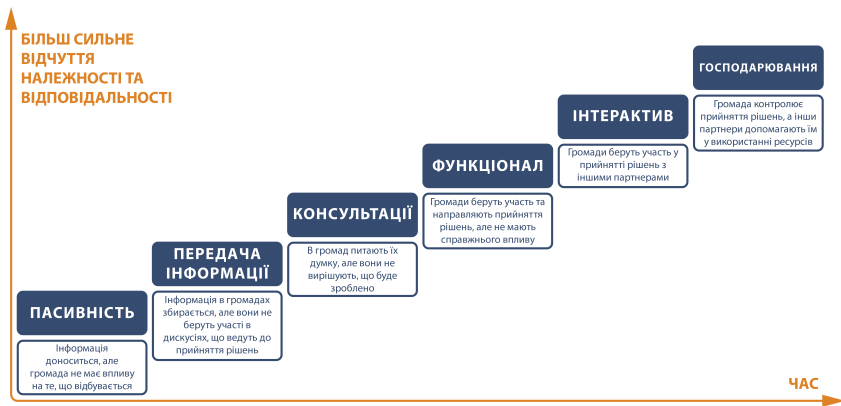 БІЛЬШ СИЛЬНЕ
ВІДЧУТТЯ
НАЛЕЖНОСТІ ТА
ВІДПОВІДАЛЬНОСТІ
ПАСИВНІСТЬ
Інформація
доноситься, але
громада не має впливу
на те, що відбувається
ПЕРЕДАЧА
ІНФОРМАЦІЇ
Інформація в громадах
збирається, але вони не
беруть участі в
дискусіях, що ведуть до
прийняття рішень
КОНСУЛЬТАЦІЇ
В громад питають їх
думку, але вони не
вирішують, що буде
зроблено
ФУНКЦІОНАЛ
Громади беруть участь та
направляють прийняття
рішень, але не мають
справжнього впливу
ІНТЕРАКТИВ
Громади беруть участь у
прийнятті рішень з
іншими партнерами
ГОСПОДАРЮВАННЯ
Громада контролює
прийняття рішень, а інши
партнери допомагають їм
у використанні ресурсів
ЧАС